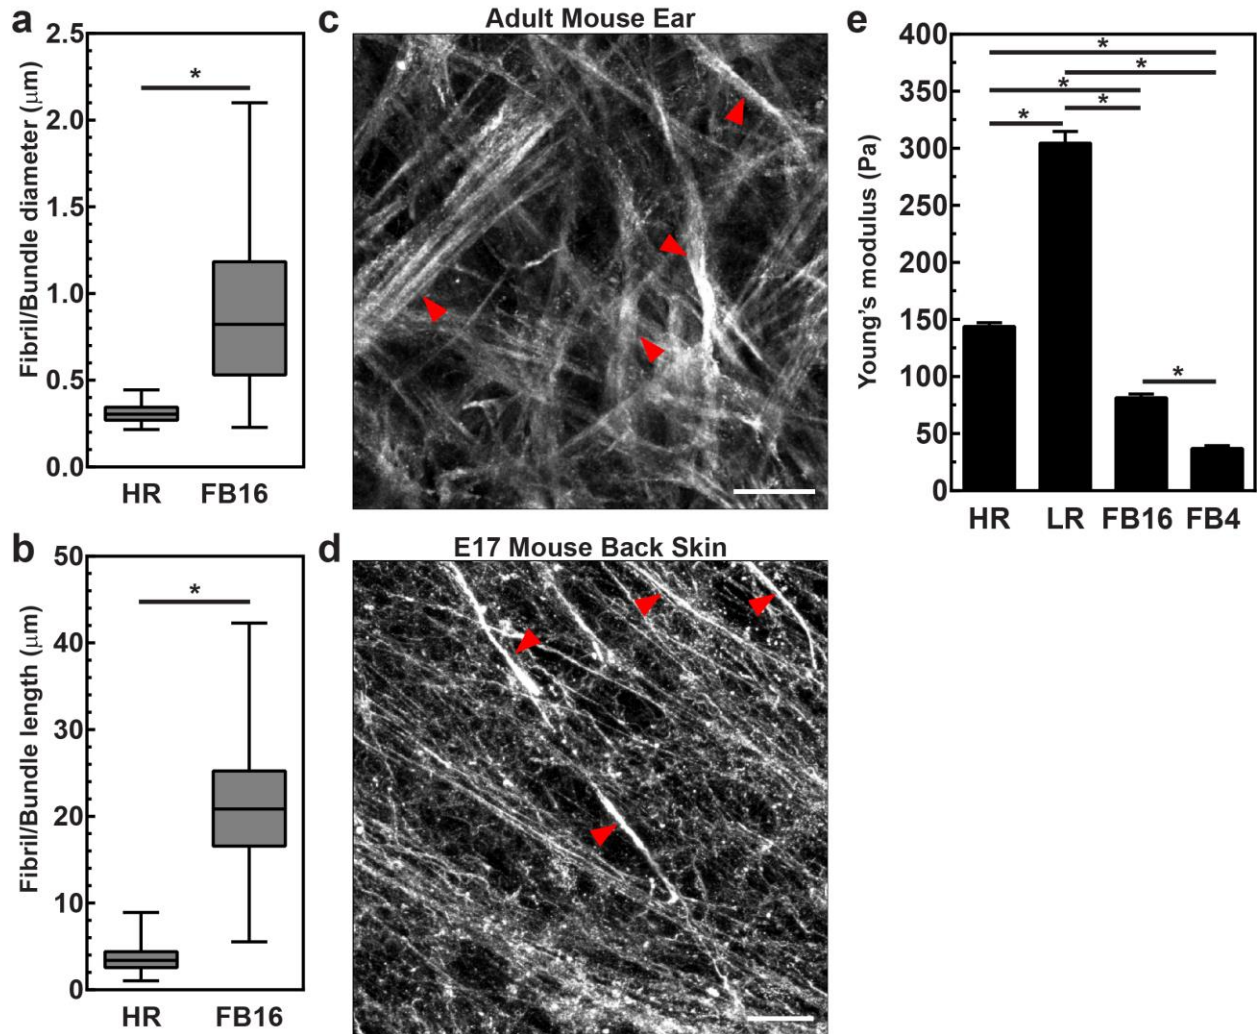 a
2.5
2.0
1.5
1.0
0.5
0.0
Fibril/Bundle diameter (μm)
*
HR FB16
b
50
40
30
20
10
0
Fibril/Bundle length (μm)
*
HR FB16
c
Adult Mouse Ear
d
E17 Mouse Back Skin
e
400
350
300
250
200
150
100
50
0
Young's modulus (Pa)
*
*
*
*
*
*
HR LR FB16 FB4